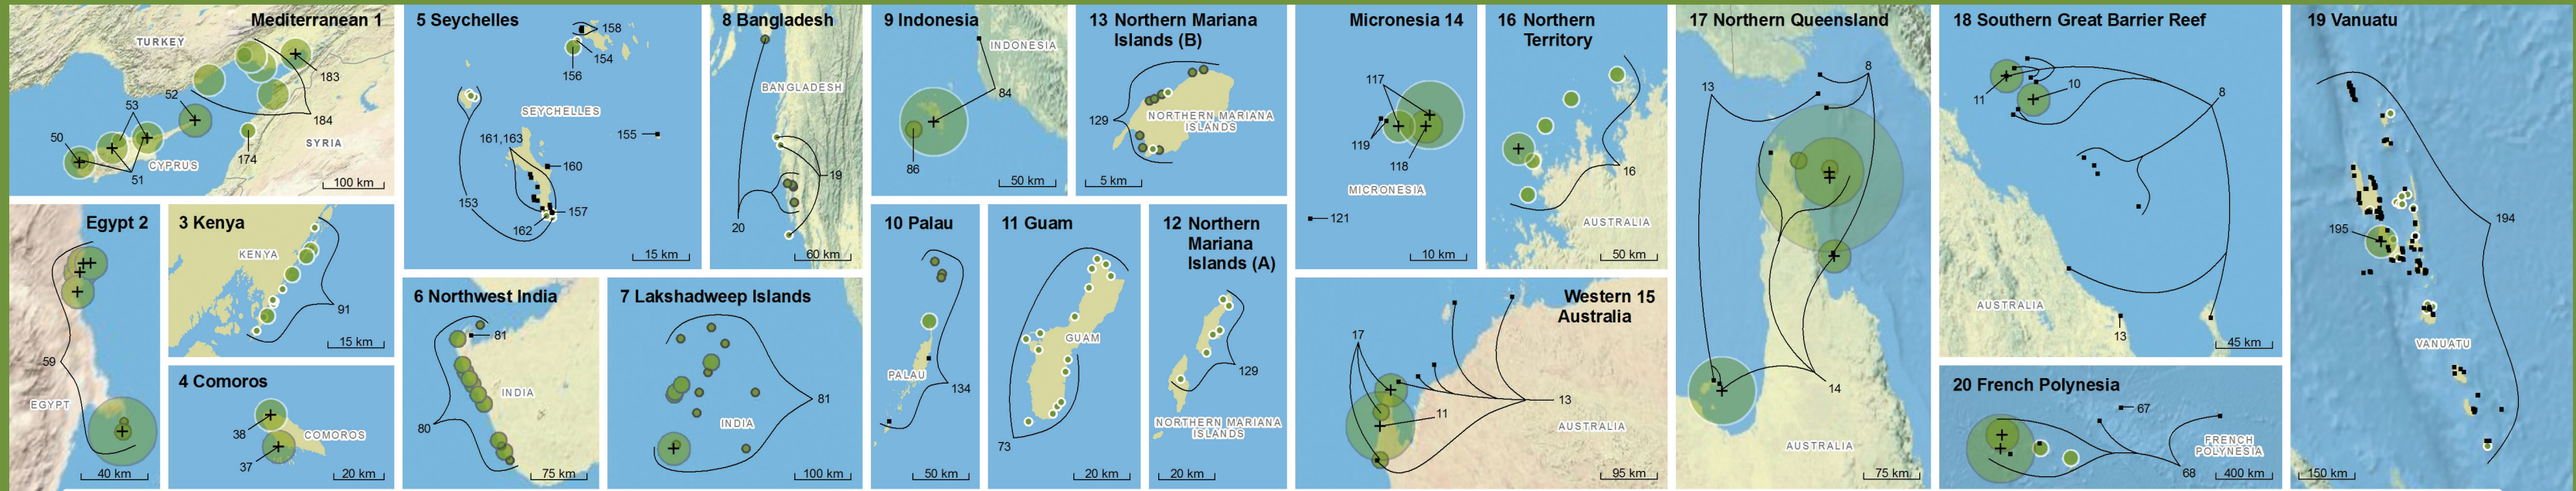 Mediterranean 1
TURKEY
183
184
52
53
50
51
CYPRUS
174
SYRIA
100 km
Egypt 2
59
EGYPT
40 km
3 Kenya
KENYA
91
15 km
4 Comoros
38
37
COMOROS
20 km
5 Seychelles
158
154
156
SEYCHELLES
155
161,163
160
153
157
162
15 km
6 Northwest India
81
INDIA
80
75 km
7 Lakshadweep Islands
81
INDIA
100 km
8 Bangladesh
BANGLADESH
19
20
60 km
9 Indonesia
INDONESIA
84
86
50 km
10 Palau
PALAU
134
50 km
11 Guam
GUAM
73
20 km
12 Northern
Mariana
Islands (A)
129
NORTHERN MARIANA
ISLANDS
20 km
13 Northern Mariana
Islands (B)
129
NORTHERN MARIANA
ISLANDS
5 km
Micronesia 14
117
119
118
MICRONESIA
121
10 km
Western 15
Australia
17
11
13
AUSTRALIA
95 km
16 Northern
Territory
16
AUSTRALIA
50 km
17 Northern Queensland
13
8
14
AUSTRALIA
75 km
18 Southern Great Barrier Reef
11
10
8
AUSTRALIA
13
45 km
19 Vanuatu
194
195
VANUATU
150 km
20 French Polynesia
67
FRENCH
POLYNESIA
68
400 km